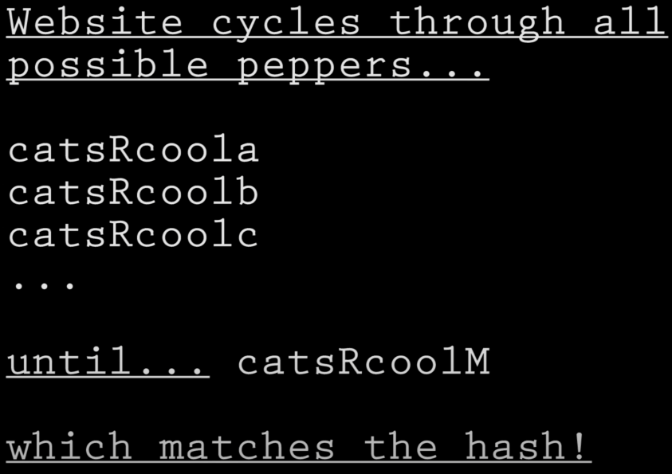 Website cycles through all
possible peppers...
catsRcoola
catsRcoolb
catsRcoolc
...
until... catsRcoolM
which matches the hash!